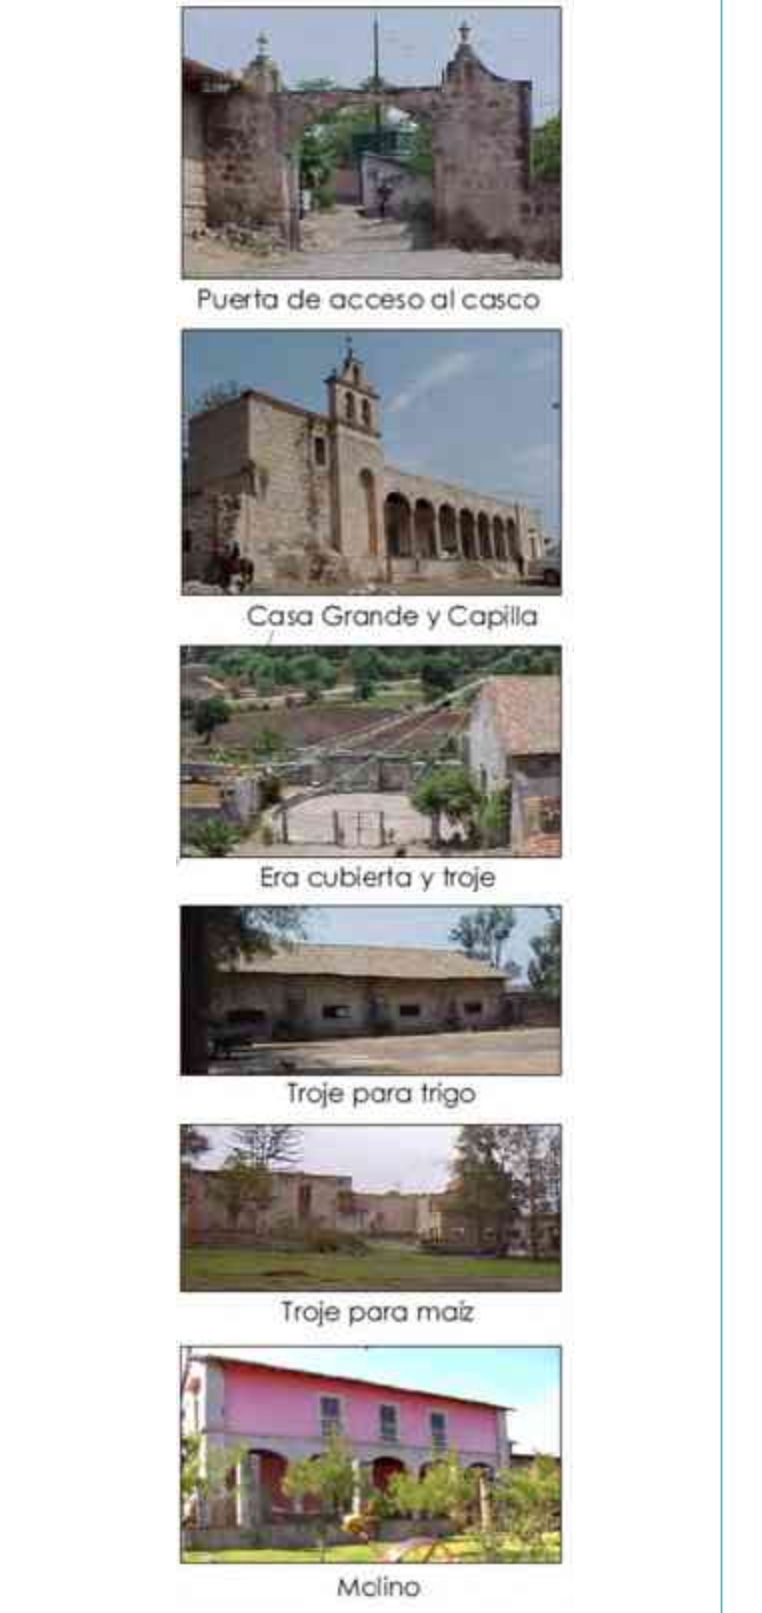 Puerta de acceso al casco
Casa Grande y Capilla
Era cubierta y troje
Troje para trigo
Troje para maíz
Molino